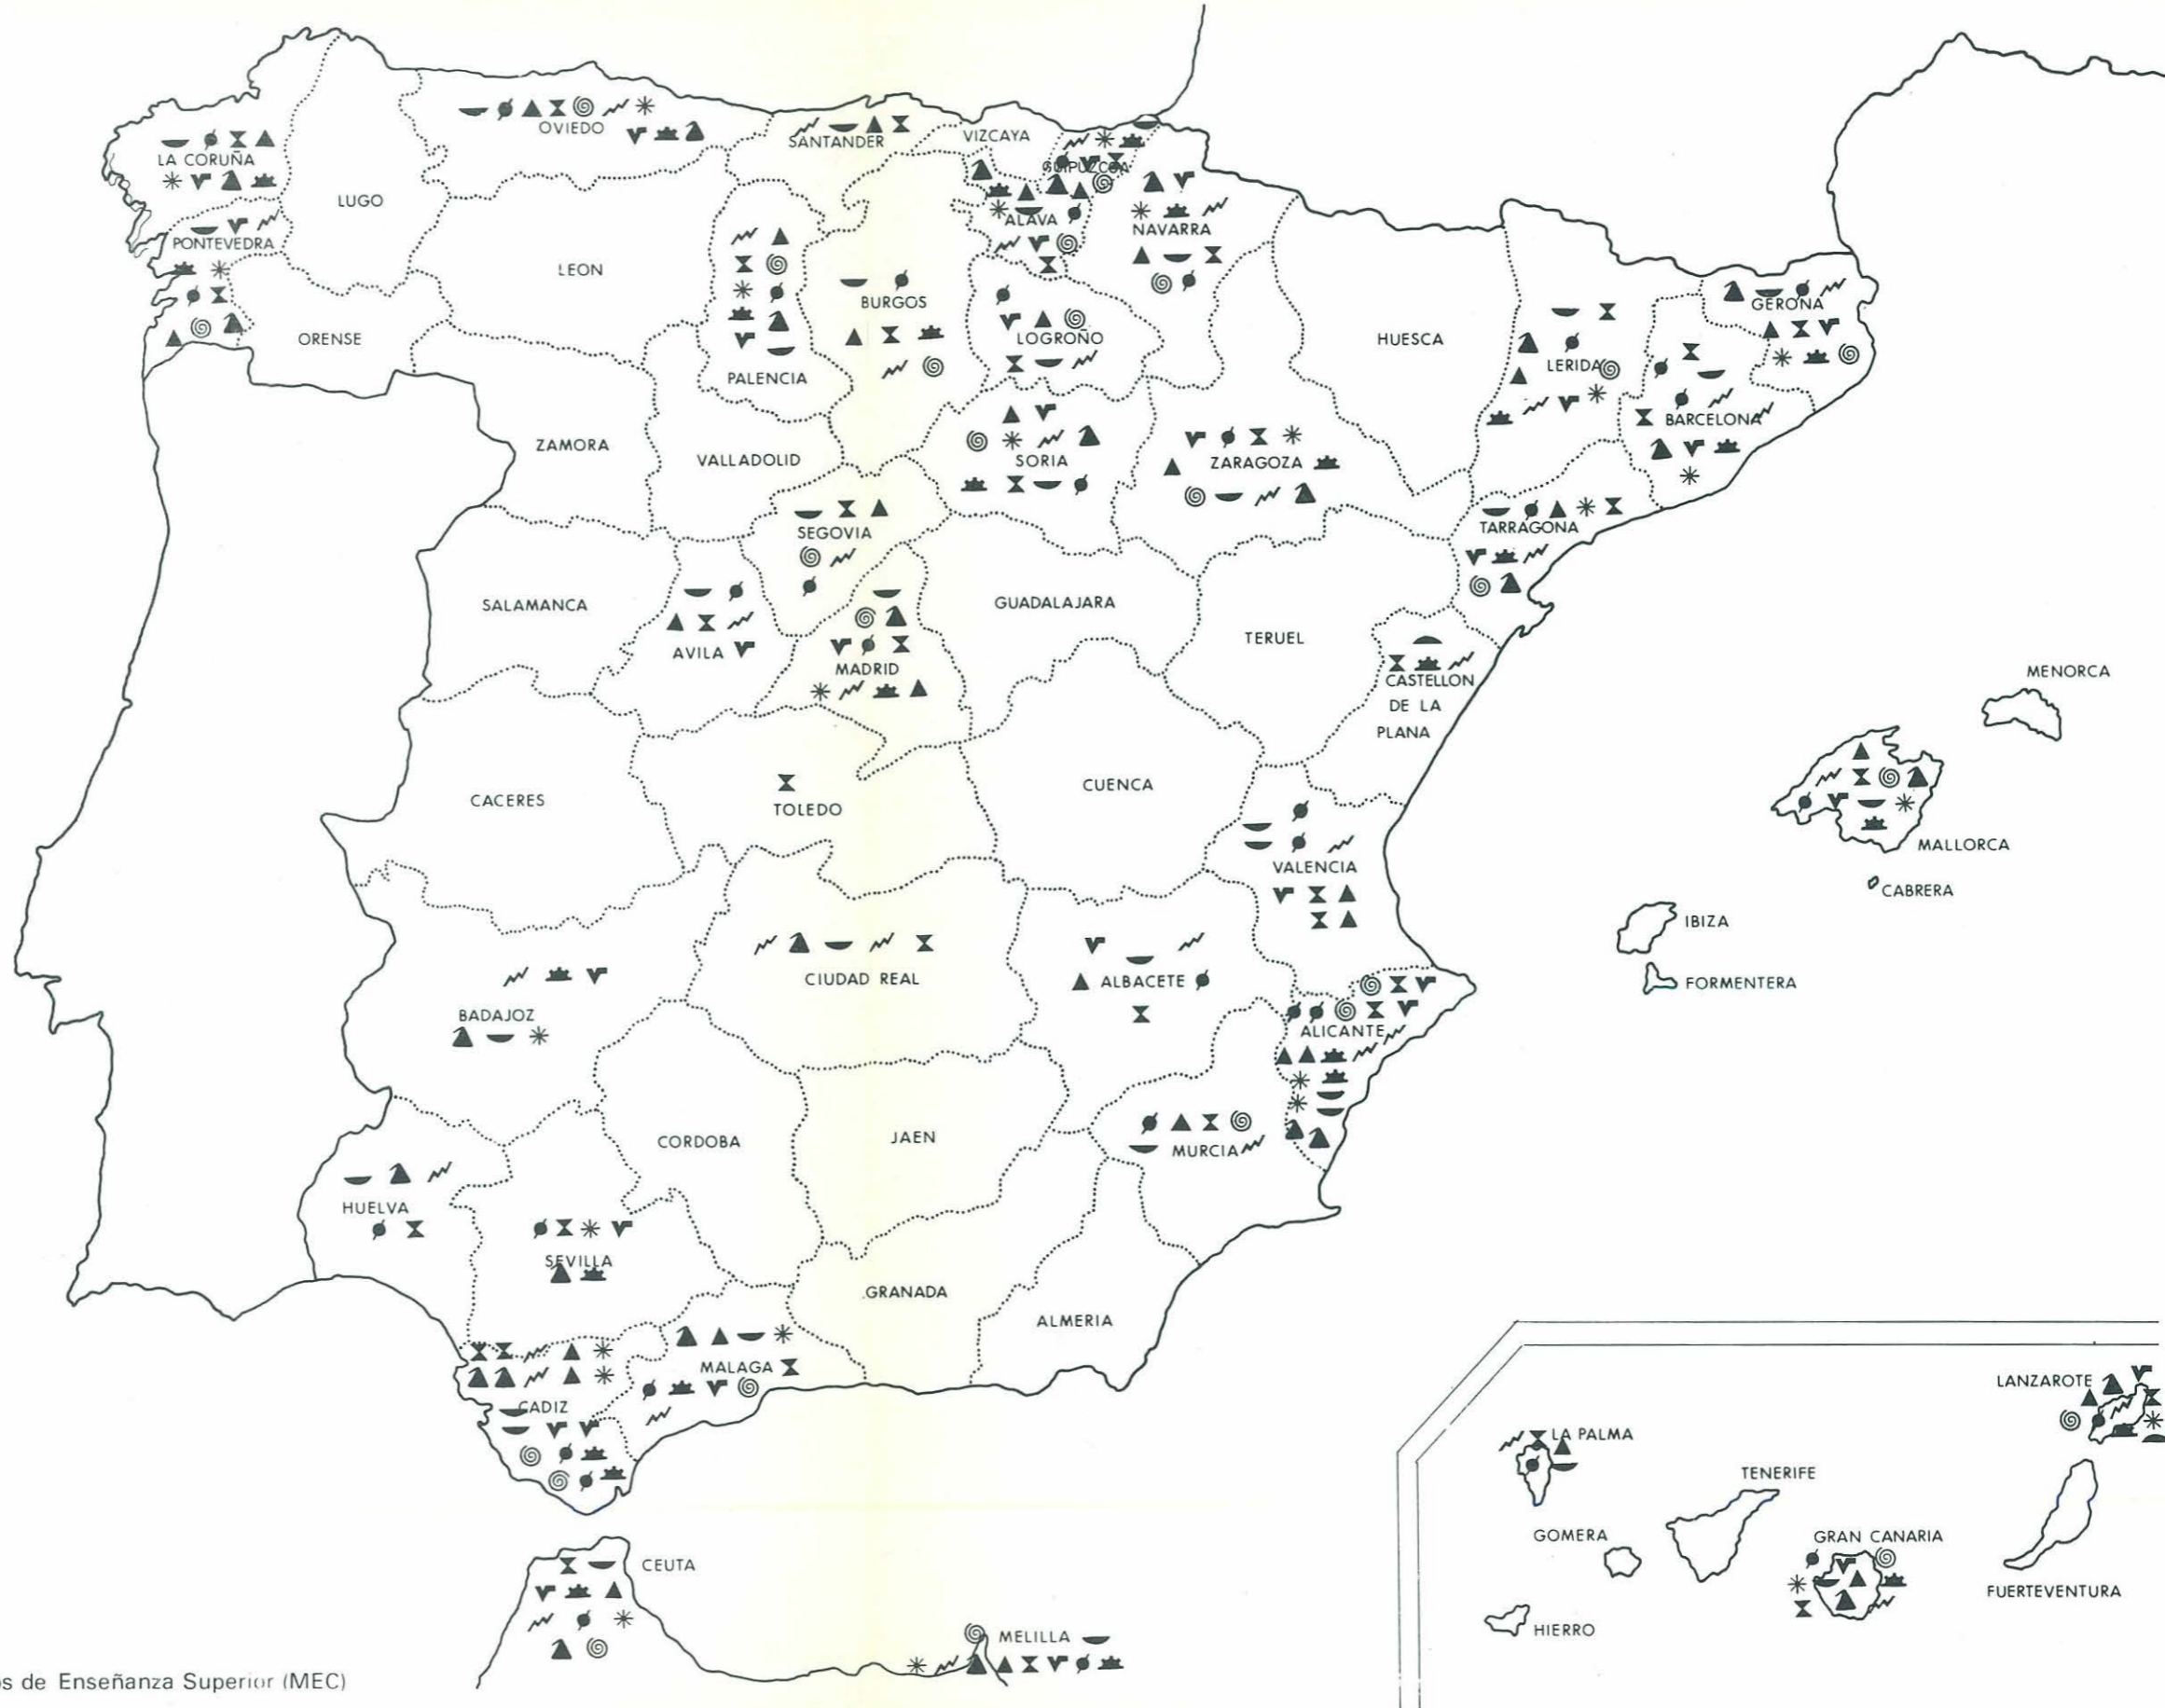 OVIEDO
SANTANDER
VIZCAYA
LA CORUÑA
GUIPUZCOA
LUGO
ALAVA
NAVARRA
PONTEVEDRA
LEON
BURGOS
GERONA
ORENSE
LOGROÑO
HUESCA
LERIDA
PALENCIA
BARCELONA
ZAMORA
VALLADOLID
SORIA
ZARAGOZA
TARRAGONA
SEGOVIA
SALAMANCA
GUADALAJARA
TERUEL
AVILA
MADRID
CASTELLON
DE LA
PLANA
MENORCA
CACERES
TOLEDO
CUENCA
MALLORCA
VALENCIA
CABRERA
IBIZA
CIUDAD REAL
ALBACETE
FORMENTERA
BADAJOZ
ALICANTE
CORDOBA
JAEN
MURCIA
HUELVA
SEVILLA
GRANADA
ALMERIA
MALAGA
CADIZ
LANZAROTE
LA PALMA
TENERIFE
GOMERA
GRAN CANARIA
CEUTA
FUERTEVENTURA
HIERRO
MELILLA
s de Enseñanza Superior (MEC)